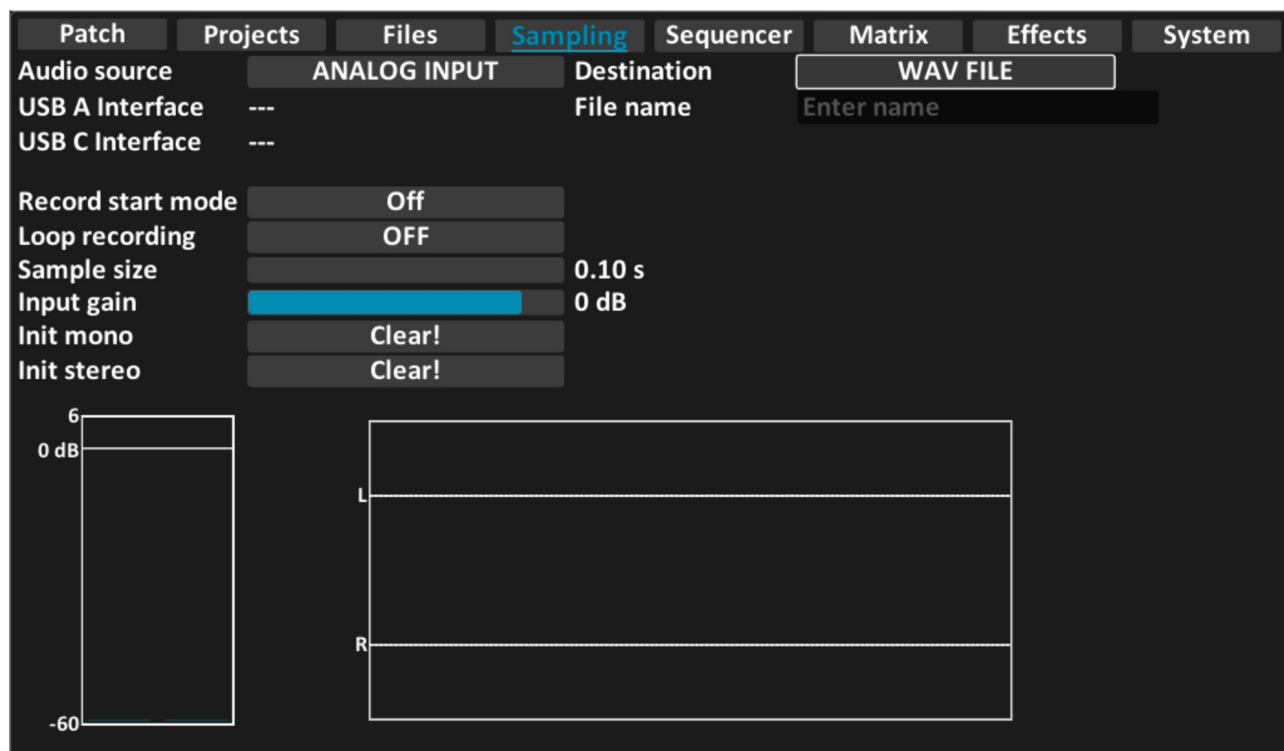 Patch Projects Files Sampling Sequencer Matrix Effects System
Audio source ANALOG INPUT Destination WAV FILE
USB A Interface --- File name Enter name
USB C Interface ---
Record start mode Off
Loop recording OFF
Sample size 0.10 s
Input gain 0 dB
Init mono Clear!
Init stereo Clear!
6
0 dB
L
R
-60